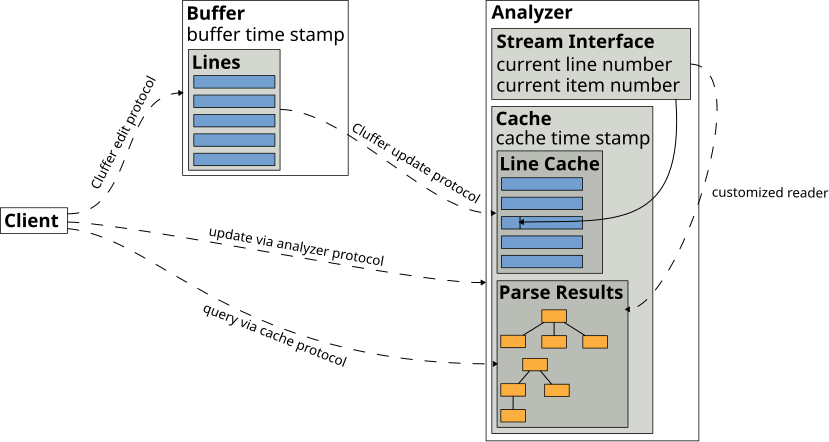 Buffer
buffer time stamp
Lines
Analyzer
Stream Interface
current line number
current item number
Cache
cache time stamp
Line Cache
Parse Results
Client
Cluffer edit protocol
Cluffer update protocol
update via analyzer protocol
query via cache protocol
customized reader